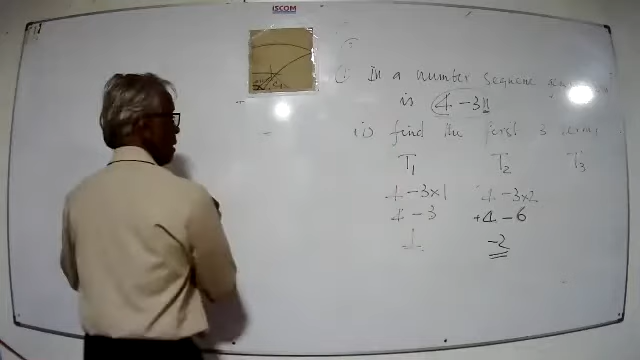 ISCOM
① In a number sequence
is 4 - 3n
i) find the first 3 terms
T₁ T₂ T₃
4 - 3×1 4 - 3×2
4 - 3 +4 - 6
1 -2